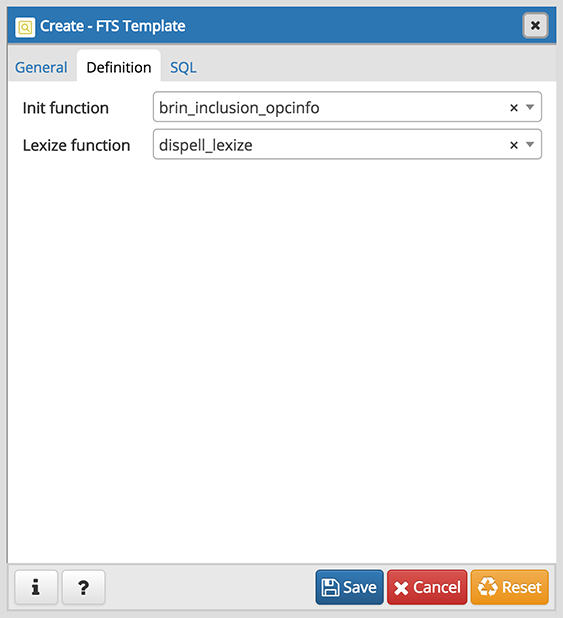 Create - FTS Template
General Definition SQL
Init function brin_inclusion_opcinfo
Lexize function dispell_lexize
i ? Save Cancel Reset